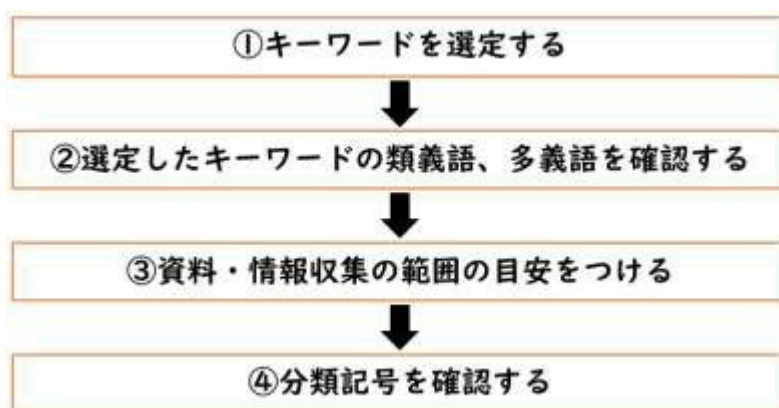 ①キーワードを選定する
②選定したキーワードの類義語、多義語を確認する
③資料・情報収集の範囲の目安をつける
④分類記号を確認する